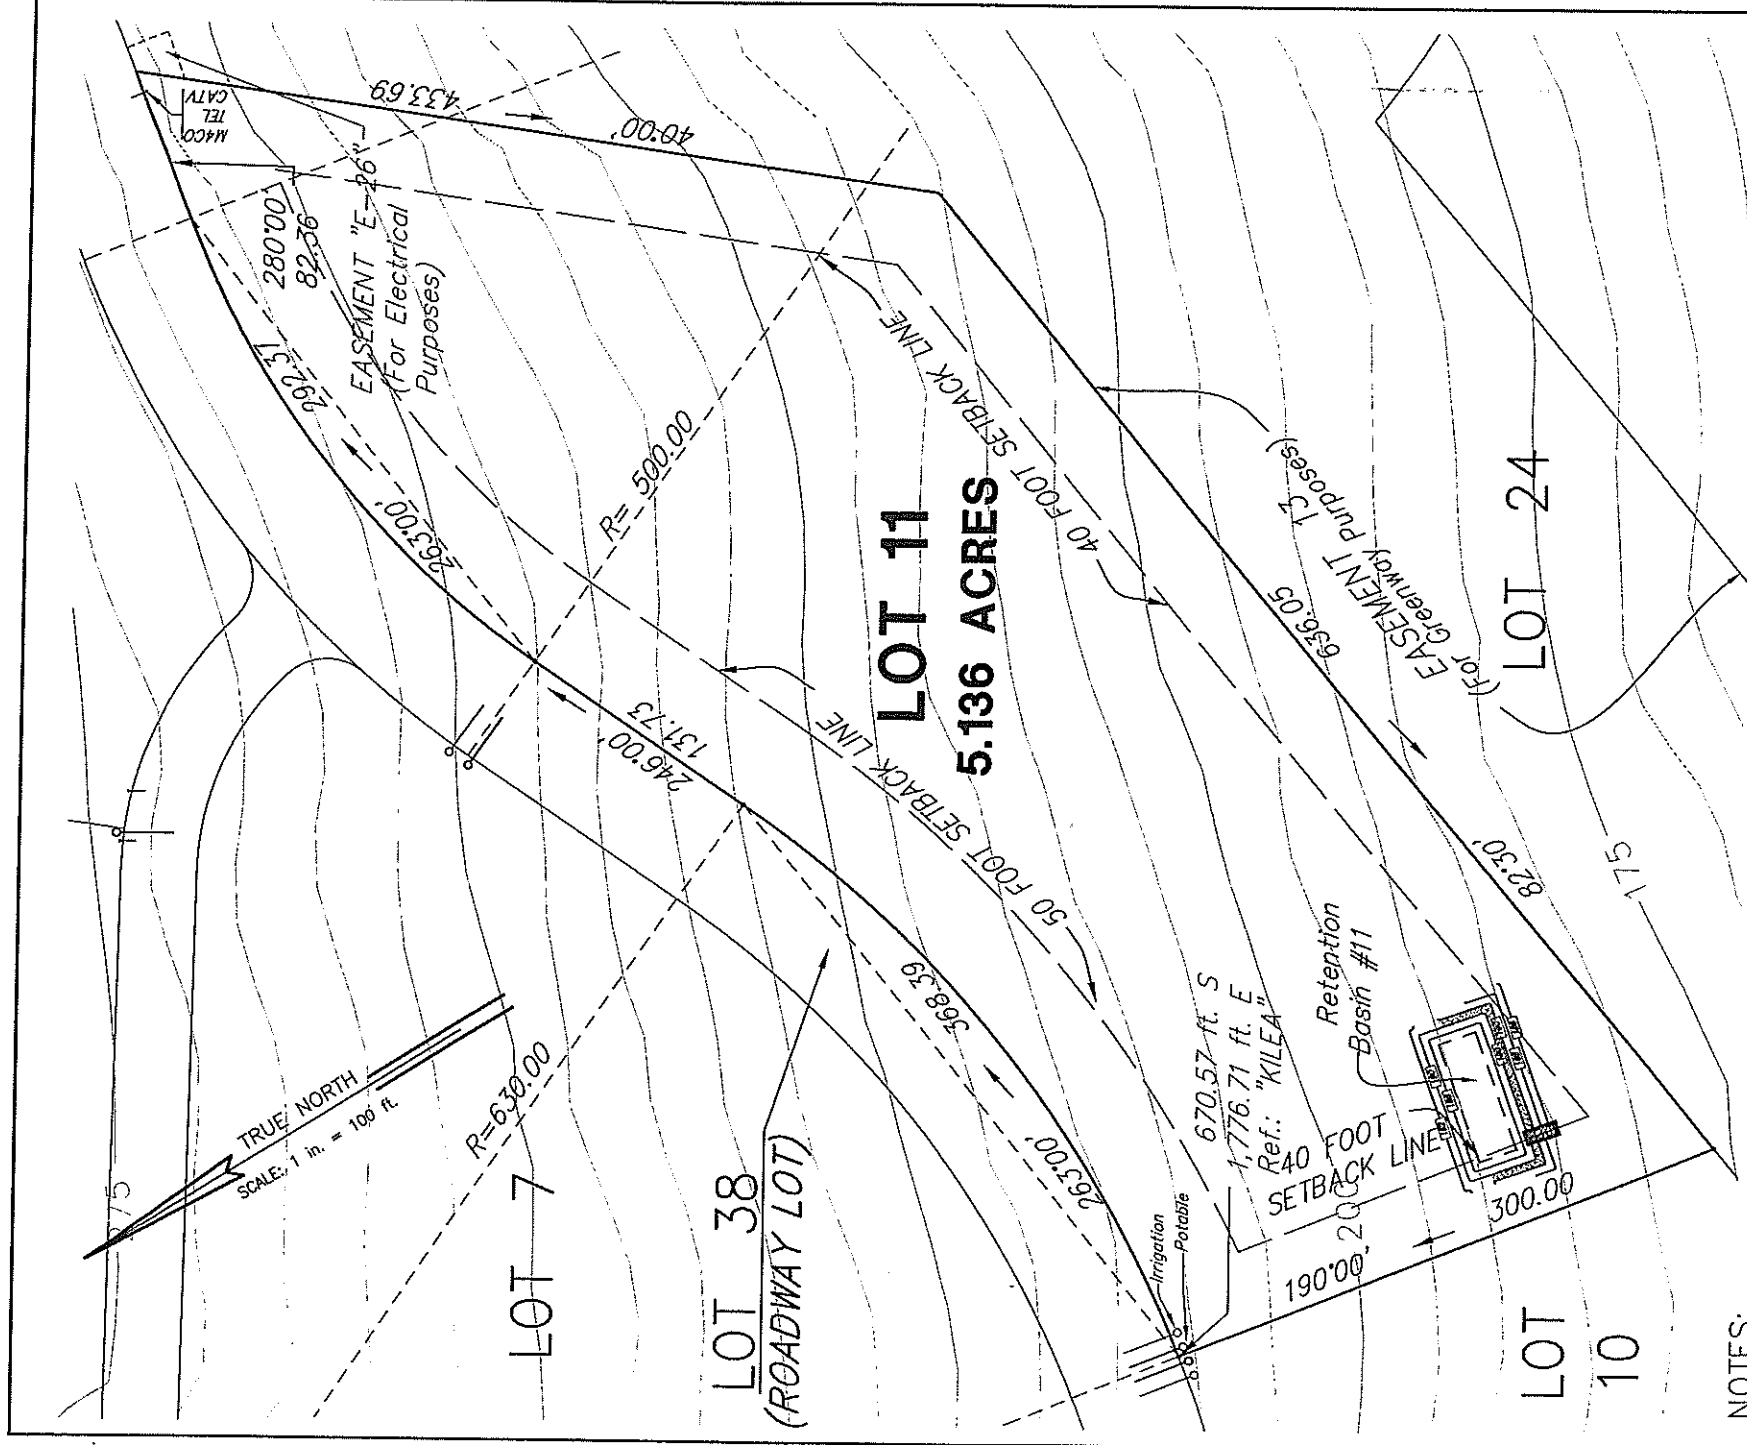 433.69
40°00'
M4CO
TEL
CATV
280°00'
82.36
EASEMENT "E-26"
(For Electrical
Purposes)
292.31
263°00'
R= 500.00
40 FOOT SETBACK LINE
LOT 11
5.136 ACRES
EASEMENT 13
(For Greenway Purposes)
LOT 24
636.05
82°30'
246°00'
131.73
50 FOOT SETBACK LINE
TRUE NORTH
SCALE: 1 in. = 100 ft.
R=630.00
LOT 7
LOT 38
(ROADWAY LOT)
368.39
263°00'
Irrigation
Potable
670.57 ft. S
1,776.71 ft. E
Ref.: "KILEA"
40 FOOT
SETBACK LINE
Retention
Basin #11
175
200
190°00'
300.00
LOT
10
NOTES: